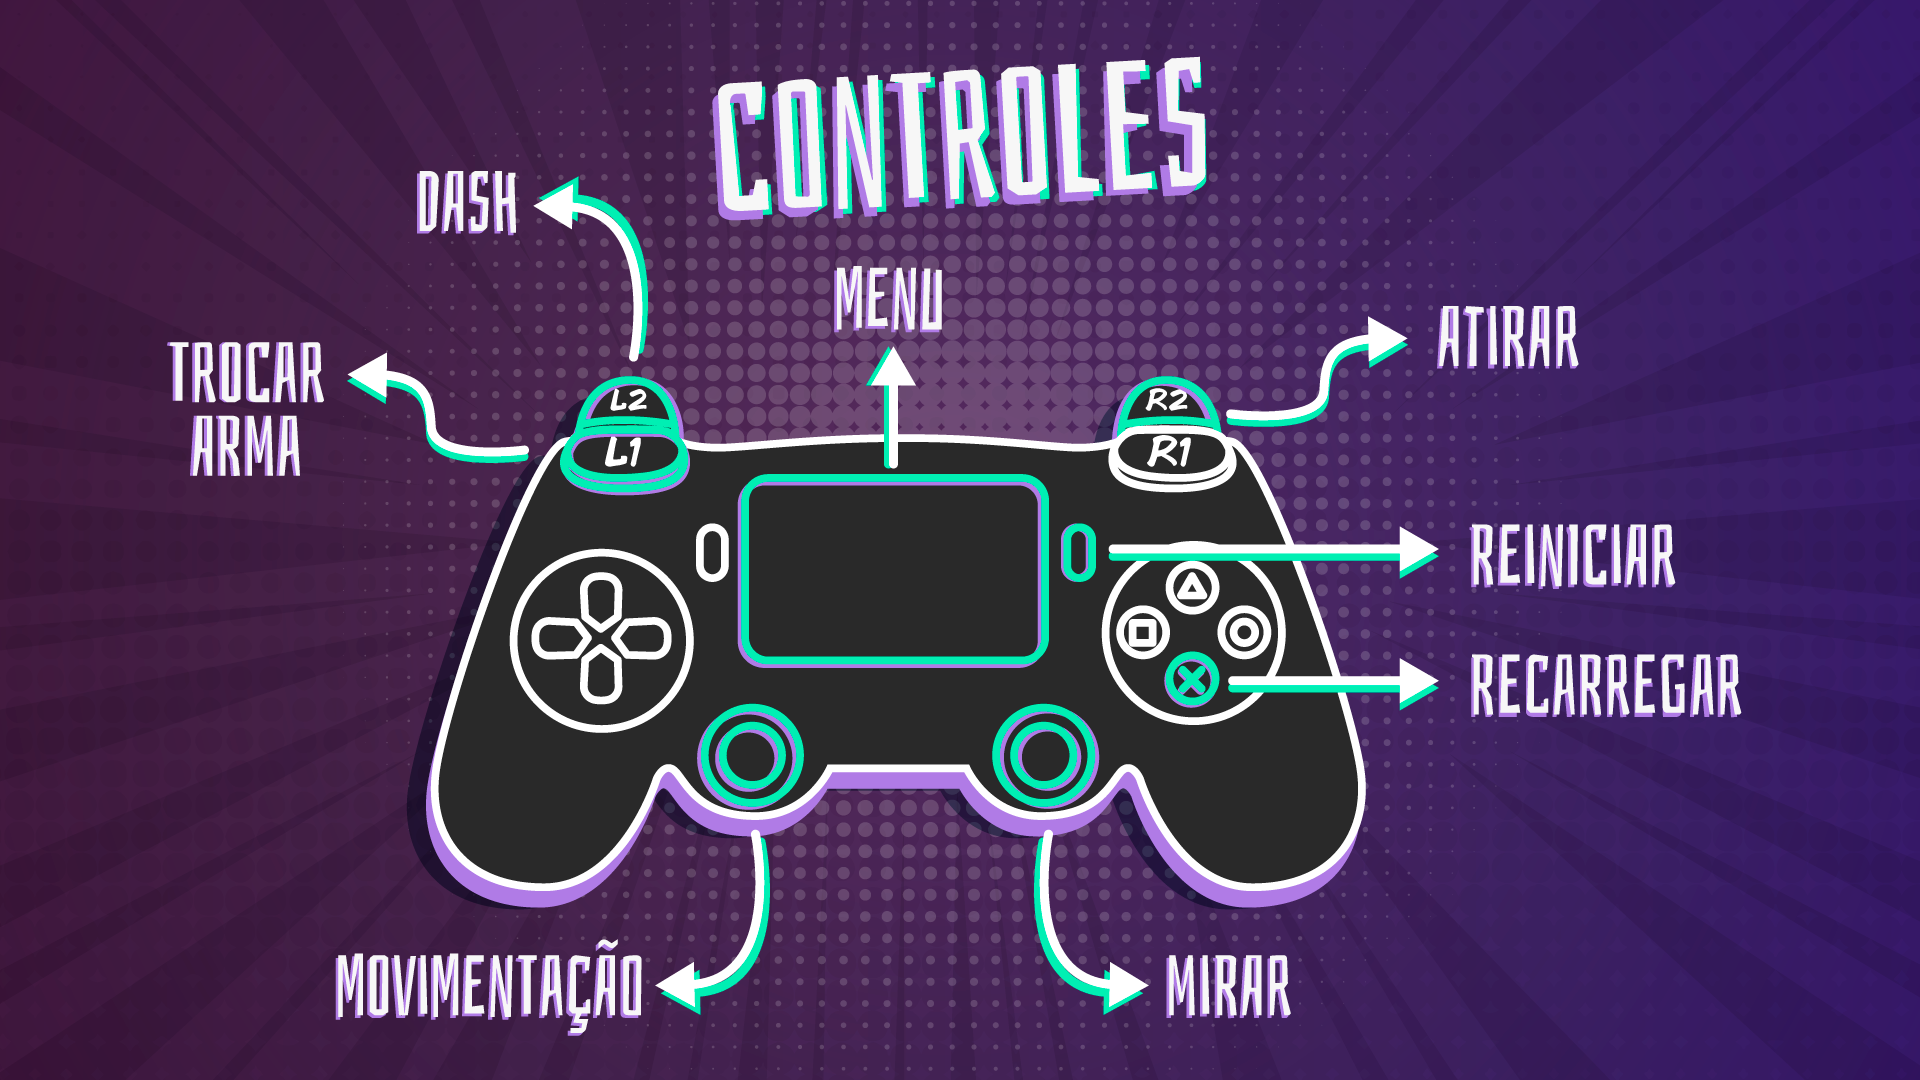 CONTROLES
DASH
MENU
TROCAR
ARMA
ATIRAR
L2
L1
R2
R1
REINICIAR
RECARREGAR
MOVIMENTAÇÃO
MIRAR